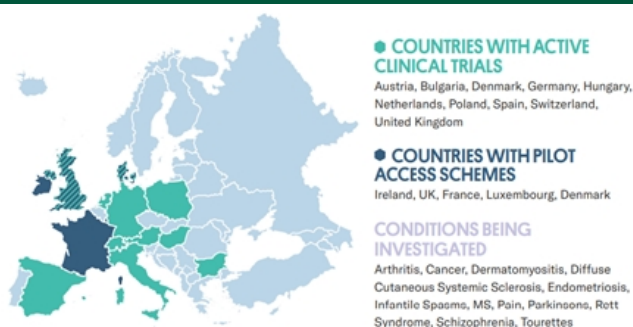 COUNTRIES WITH ACTIVE
CLINICAL TRIALS
Austria, Bulgaria, Denmark, Germany, Hungary,
Netherlands, Poland, Spain, Switzerland,
United Kingdom
COUNTRIES WITH PILOT
ACCESS SCHEMES
Ireland, UK, France, Luxembourg, Denmark
CONDITIONS BEING
INVESTIGATED
Arthritis, Cancer, Dermatomyositis, Diffuse
Cutaneous Systemic Sclerosis, Endometriosis,
Infantile Spasms, MS, Pain, Parkinsons, Rett
Syndrome, Schizophrenia, Tourettes